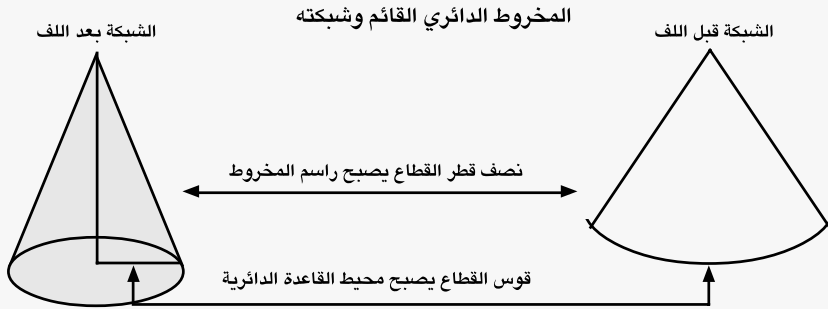 المخروط الدائري القائم وشبكته
الشبكة قبل اللف
الشبكة بعد اللف
نصف قطر القطاع يصبح راسم المخروط
قوس القطاع يصبح محيط القاعدة الدائرية